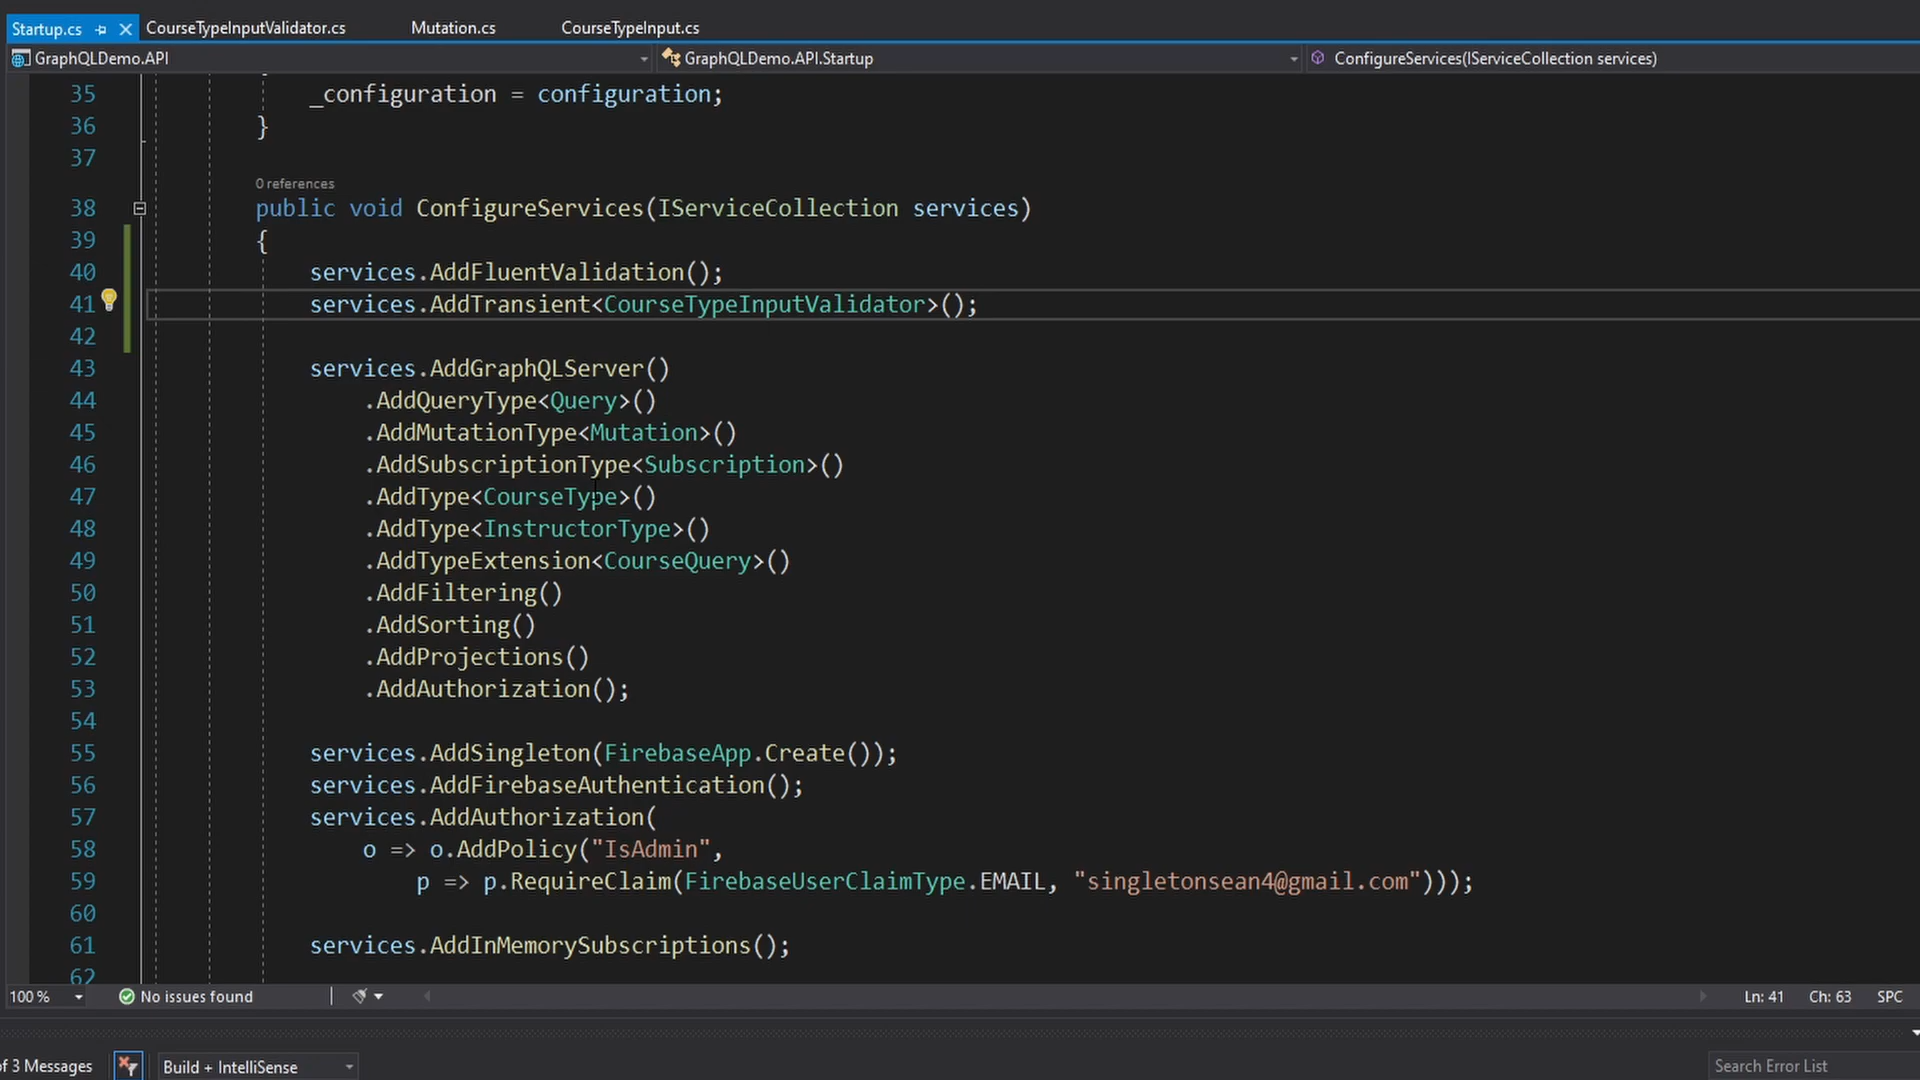 Startup.cs CourseTypeInputValidator.cs Mutation.cs CourseTypeInput.cs
GraphQLDemo.API GraphQLDemo.API.Startup ConfigureServices(IServiceCollection services)
35 _configuration = configuration;
36 }
37
0 references
38 public void ConfigureServices(IServiceCollection services)
39 {
40 services.AddFluentValidation();
41 services.AddTransient<CourseTypeInputValidator>();
42
43 services.AddGraphQLServer()
44 .AddQueryType<Query>()
45 .AddMutationType<Mutation>()
46 .AddSubscriptionType<Subscription>()
47 .AddType<CourseType>()
48 .AddType<InstructorType>()
49 .AddTypeExtension<CourseQuery>()
50 .AddFiltering()
51 .AddSorting()
52 .AddProjections()
53 .AddAuthorization();
54
55 services.AddSingleton(FirebaseApp.Create());
56 services.AddFirebaseAuthentication();
57 services.AddAuthorization(
58 o => o.AddPolicy("IsAdmin",
59 p => p.RequireClaim(FirebaseUserClaimType.EMAIL, "singletonsean4@gmail.com")));
60
61 services.AddInMemorySubscriptions();
62
100 % No issues found Ln: 41 Ch: 63 SPC
of 3 Messages Build + IntelliSense Search Error List